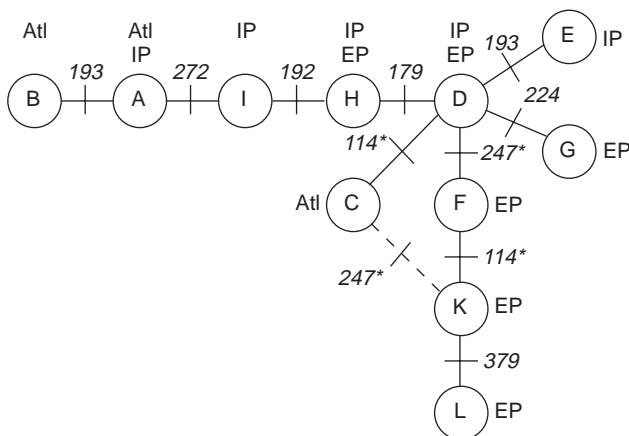 Atl Atl IP IP IP
IP EP EP
193 E IP
193 272 192 179
B A I H D
224
114* 247* G EP
Atl C F EP
247* 114*
K EP
379
L EP